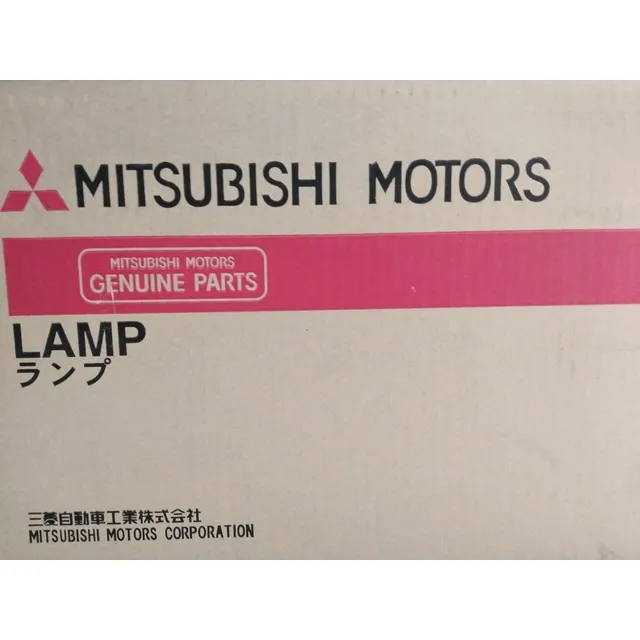 MITSUBISHI MOTORS
MITSUBISHI MOTORS
GENUINE PARTS
LAMP
ランプ
三菱自動車工業株式会社
MITSUBISHI MOTORS CORPORATION